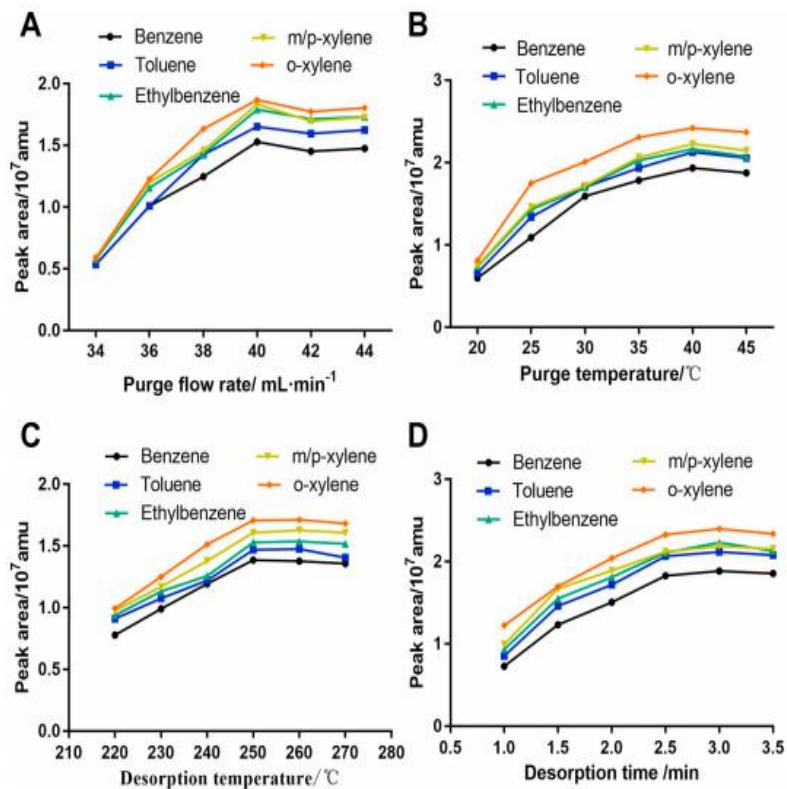 A
Benzene
Toluene
Ethylbenzene
m/p-xylene
o-xylene
Peak area/10⁷amu
2.0
1.5
1.0
0.5
0.0
34 36 38 40 42 44
Purge flow rate/ mL·min⁻¹
B
Benzene
Toluene
Ethylbenzene
m/p-xylene
o-xylene
Peak area/10⁷amu
3
2
1
0
20 25 30 35 40 45
Purge temperature/℃
C
Benzene
Toluene
Ethylbenzene
m/p-xylene
o-xylene
Peak area/10⁷amu
2.0
1.5
1.0
0.5
0.0
210 220 230 240 250 260 270 280
Desorption temperature/℃
D
Benzene
Toluene
Ethylbenzene
m/p-xylene
o-xylene
Peak area/10⁷amu
3
2
1
0
0.5 1.0 1.5 2.0 2.5 3.0 3.5
Desorption time /min